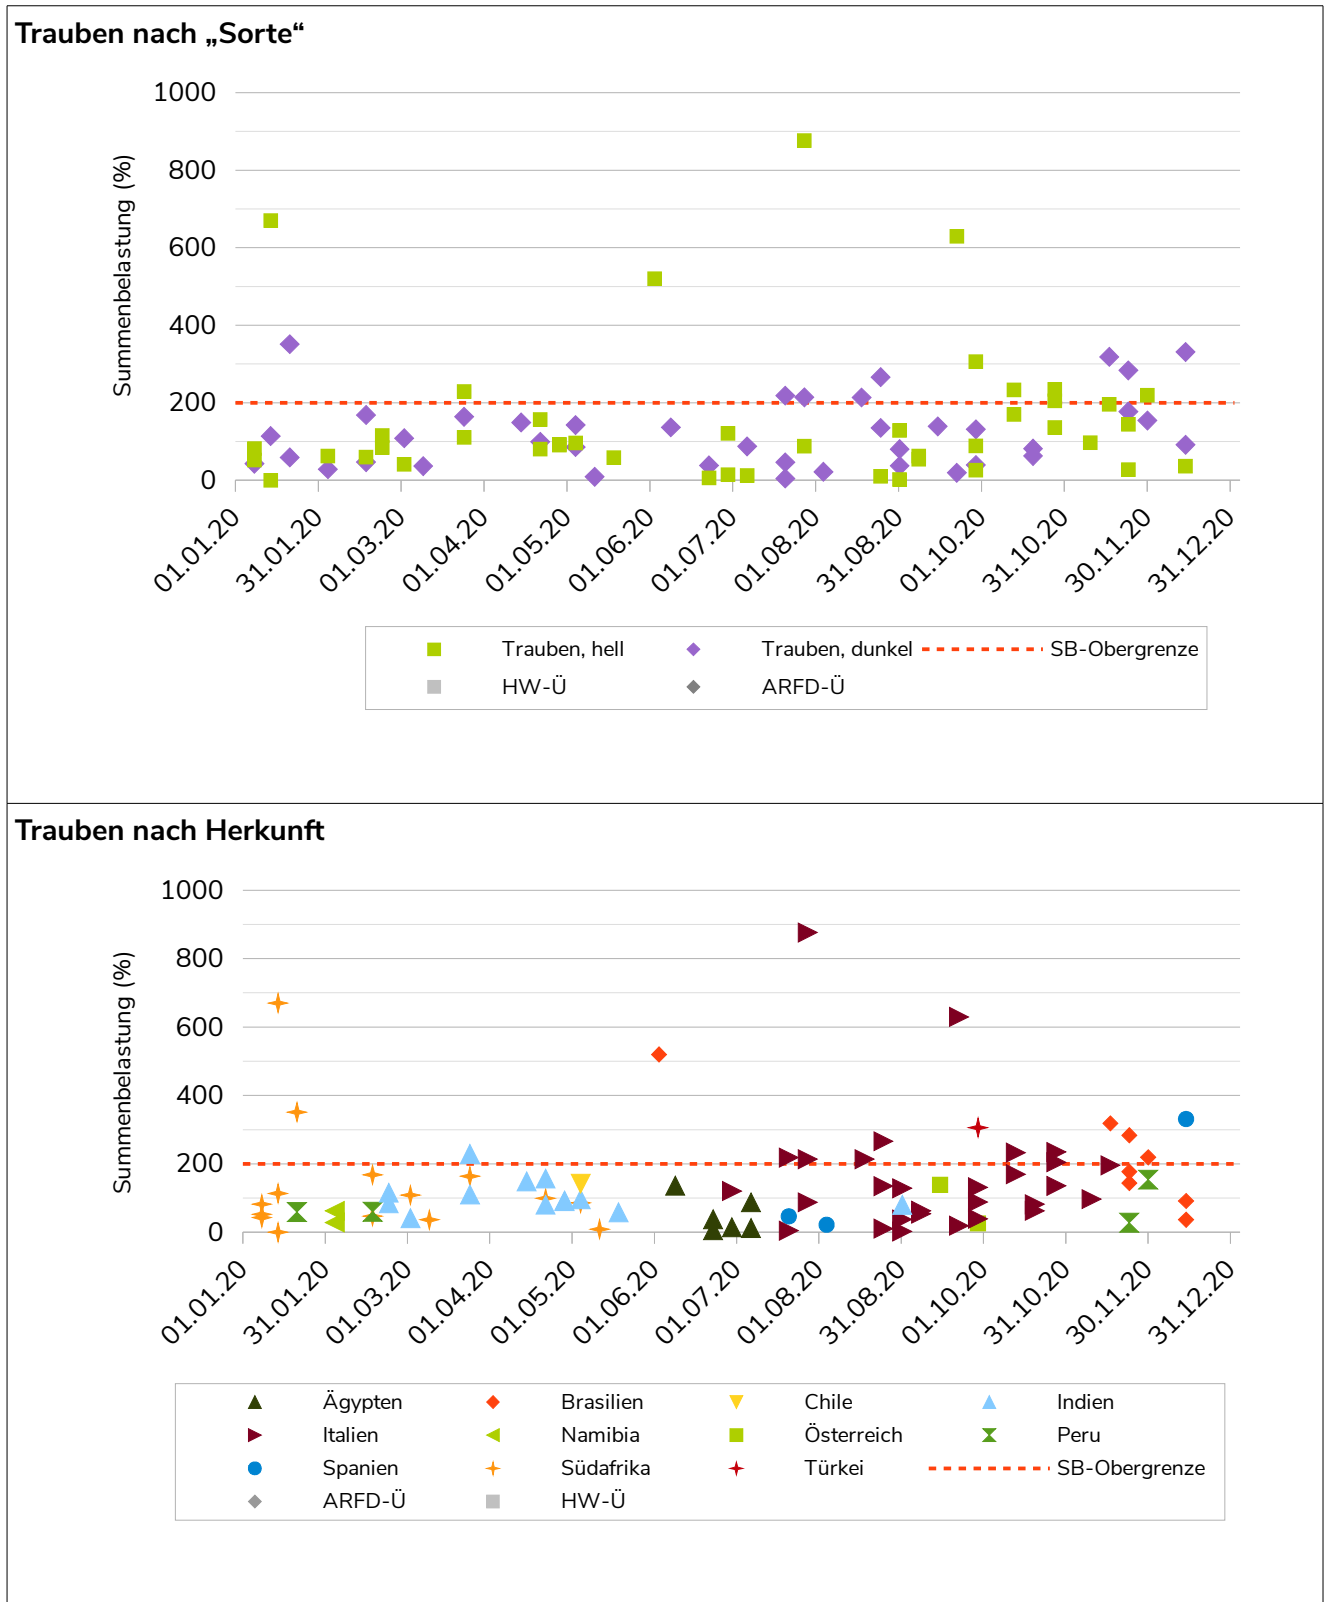 Trauben nach „Sorte“
1000
800
600
400
200
0
Summenbelastung (%)
01.01.20 31.01.20 01.03.20 01.04.20 01.05.20 01.06.20 01.07.20 01.08.20 31.08.20 01.10.20 31.10.20 30.11.20 31.12.20
Trauben, hell Trauben, dunkel SB-Obergrenze
HW-Ü ARFD-Ü
Trauben nach Herkunft
1000
800
600
400
200
0
Summenbelastung (%)
01.01.20 31.01.20 01.03.20 01.04.20 01.05.20 01.06.20 01.07.20 01.08.20 31.08.20 01.10.20 31.10.20 30.11.20 31.12.20
Ägypten Brasilien Chile Indien
Italien Namibia Österreich Peru
Spanien Südafrika Türkei SB-Obergrenze
ARFD-Ü HW-Ü